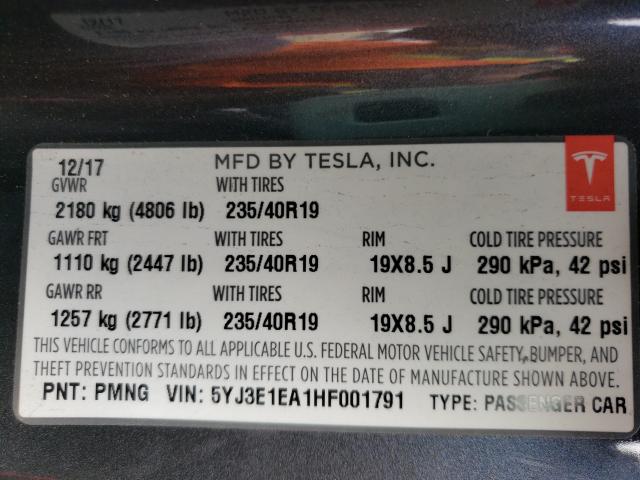 12/17 MFD BY TESLA, INC.
TESLA
GVWR WITH TIRES
2180 kg (4806 lb) 235/40R19
GAWR FRT WITH TIRES RIM COLD TIRE PRESSURE
1110 kg (2447 lb) 235/40R19 19X8.5 J 290 kPa, 42 psi
GAWR RR WITH TIRES RIM COLD TIRE PRESSURE
1257 kg (2771 lb) 235/40R19 19X8.5 J 290 kPa, 42 psi
THIS VEHICLE CONFORMS TO ALL APPLICABLE U.S. FEDERAL MOTOR VEHICLE SAFETY, BUMPER, AND
THEFT PREVENTION STANDARDS IN EFFECT ON THE DATE OF MANUFACTURE SHOWN ABOVE.
PNT: PMNG VIN: 5YJ3E1EA1HF001791 TYPE: PASSENGER CAR